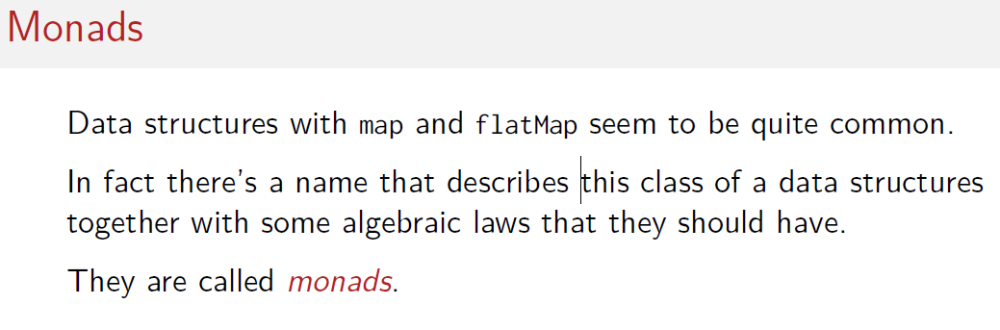 Monads
Data structures with map and flatMap seem to be quite common.
In fact there's a name that describes this class of a data structures
together with some algebraic laws that they should have.
They are called monads.